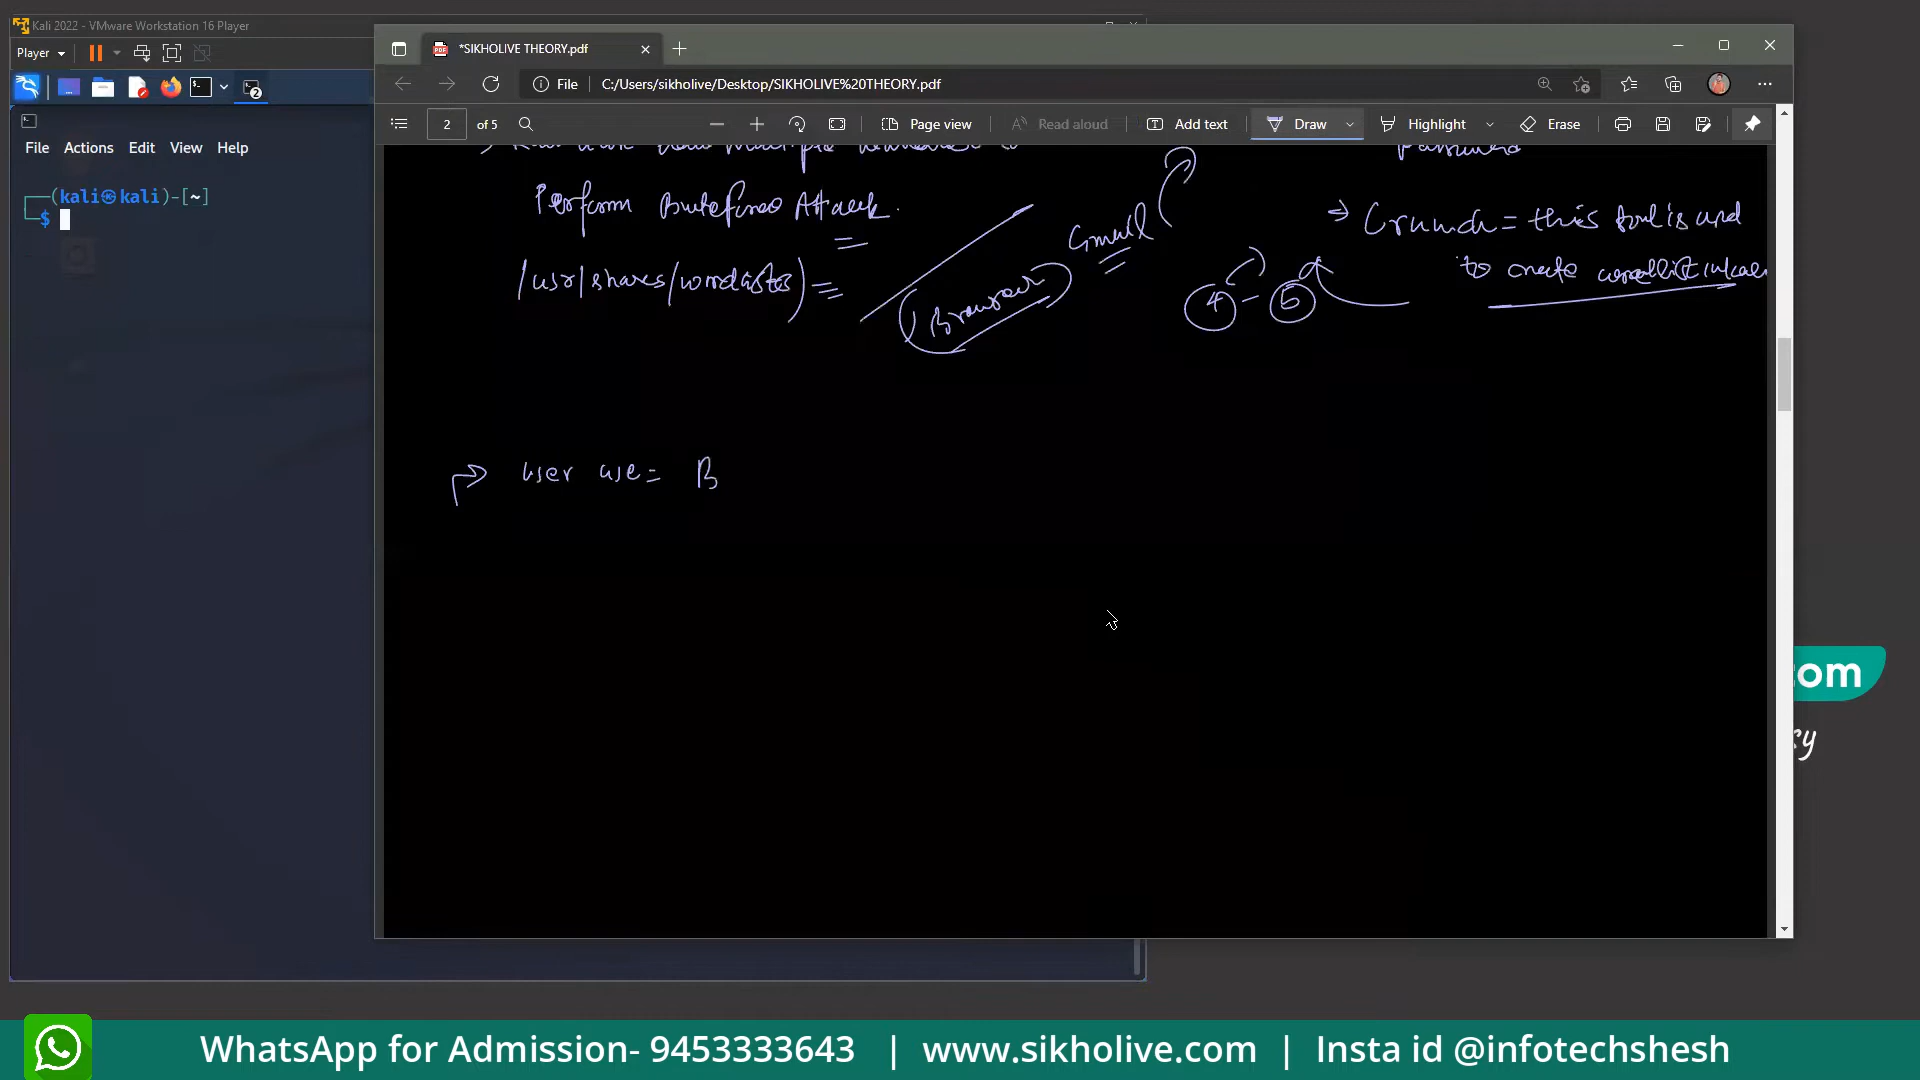 Kali 2022 - VMware Workstation 16 Player
Player
2
File Actions Edit View Help
(kali㉿kali)-[~]
$
*SIKHOLIVE THEORY.pdf
File C:/Users/sikholive/Desktop/SIKHOLIVE%20THEORY.pdf
2 of 5 Page view Read aloud Add text Draw Highlight Erase
Perform Attack.
/usr/shares/ =
Browser
Gmail
4 - 5
Password
→ Crunch = this tool is used
to create wordlist in
user use = B
.com
WhatsApp for Admission- 9453333643 | www.sikholive.com | Insta id @infotechshesh